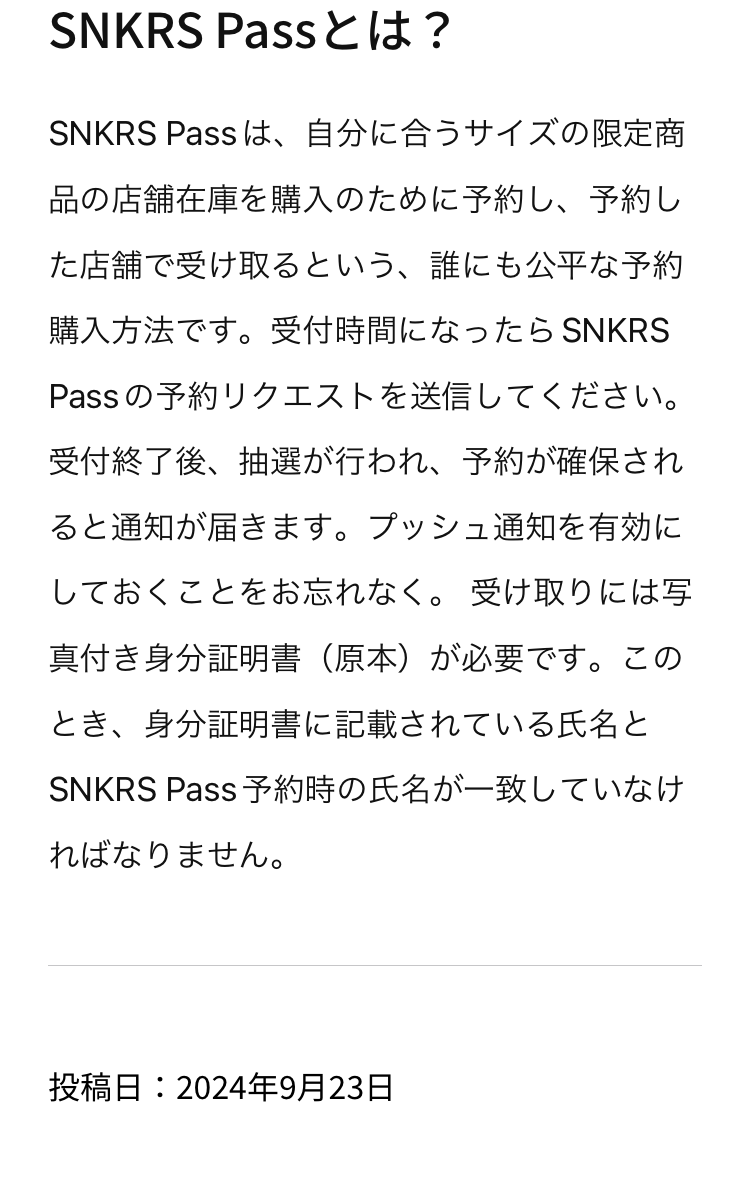 SNKRS Passとは？
SNKRS Passは、自分に合うサイズの限定商
品の店舗在庫を購入のために予約し、予約し
た店舗で受け取るという、誰にも公平な予約
購入方法です。受付時間になったらSNKRS
Passの予約リクエストを送信してください。
受付終了後、抽選が行われ、予約が確保され
ると通知が届きます。プッシュ通知を有効に
しておくことをお忘れなく。 受け取りには写
真付き身分証明書（原本）が必要です。この
とき、身分証明書に記載されている氏名と
SNKRS Pass予約時の氏名が一致していなけ
ればなりません。
投稿日：2024年9月23日